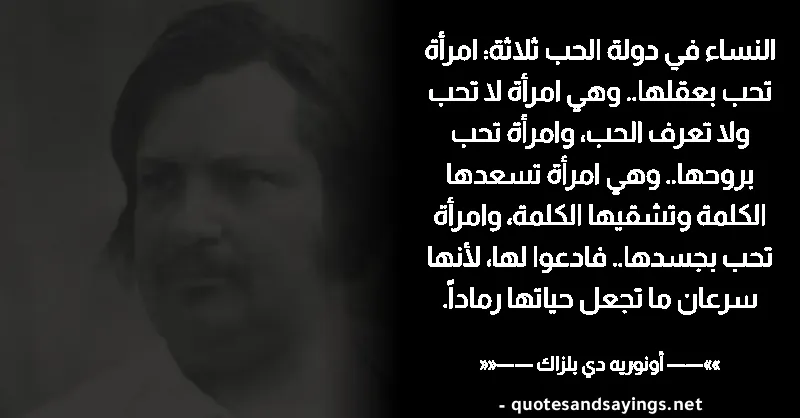 النساء في دولة الحب ثلاثة؛ امرأة
تحب بعقلها.. وهي امرأة لا تحب
ولا تعرف الحب، وامرأة تحب
بروحها.. وهي امرأة تسعدها
الكلمة وتشقيها الكلمة، وامرأة
تحب بجسدها.. فادعوا لها، لأنها
سرعان ما تجعل حياتها رماداً.
»»—— أونوريه دي بلزاك ——««
- quotesandsayings.net